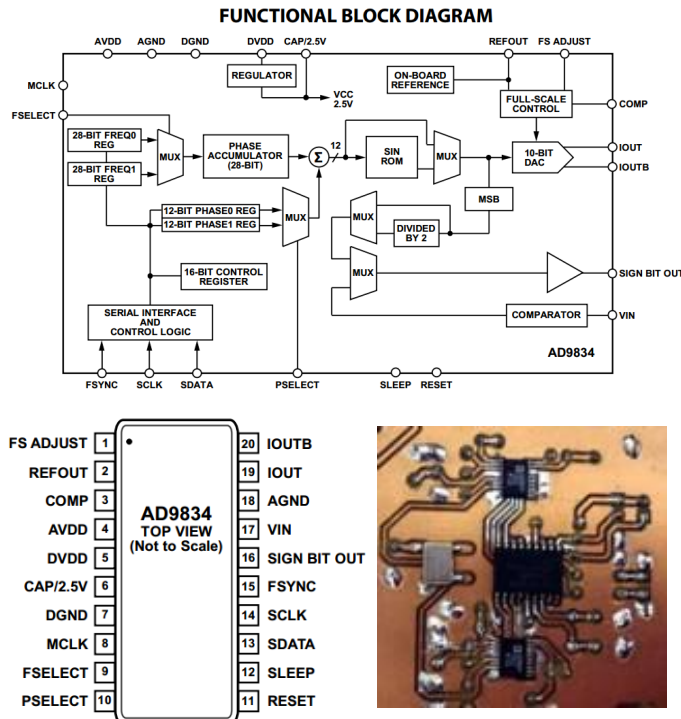 FUNCTIONAL BLOCK DIAGRAM
AVDD AGND DGND DVDD CAP/2.5V REFOUT FS ADJUST
REGULATOR
ON-BOARD
REFERENCE
VCC
2.5V
FULL-SCALE
CONTROL
MCLK
COMP
FSELECT
28-BIT FREQ0
REG
28-BIT FREQ1
REG
MUX
PHASE
ACCUMULATOR
(28-BIT)
Σ
12
SIN
ROM
MUX
10-BIT
DAC
IOUT
IOUTB
12-BIT PHASE0 REG
12-BIT PHASE1 REG
MUX
MUX
DIVIDED
BY 2
MSB
16-BIT CONTROL
REGISTER
MUX
SIGN BIT OUT
SERIAL INTERFACE
AND
CONTROL LOGIC
COMPARATOR
VIN
AD9834
FSYNC SCLK SDATA PSELECT SLEEP RESET
FS ADJUST 1
REFOUT 2
COMP 3
AVDD 4
DVDD 5
CAP/2.5V 6
DGND 7
MCLK 8
FSELECT 9
PSELECT 10
AD9834
TOP VIEW
(Not to Scale)
20 IOUTB
19 IOUT
18 AGND
17 VIN
16 SIGN BIT OUT
15 FSYNC
14 SCLK
13 SDATA
12 SLEEP
11 RESET